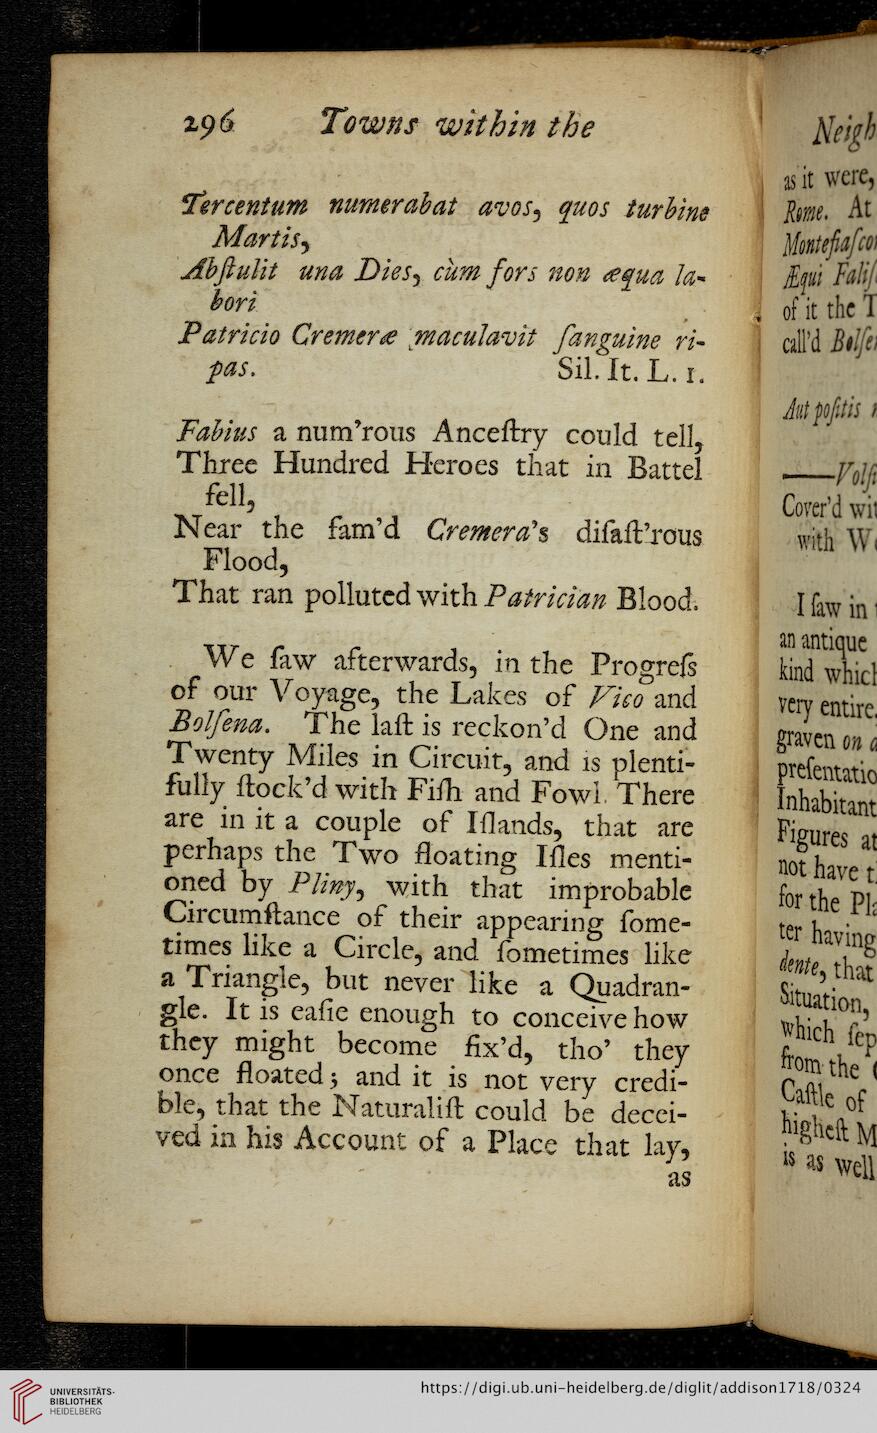 296 Towns within the
Tercentum numerabat avos, quos turbine
Martis,
Abſtulit una Dies, cùm fors non æqua la-
bori
Patricio Cremeræ maculavit ſanguine ri-
pas. Sil. It. L. 1.
Fabius a num’rous Anceſtry could tell,
Three Hundred Heroes that in Battel
fell,
Near the fam’d Cremera’s diſaſt’rous
Flood,
That ran polluted with Patrician Blood.
We ſaw afterwards, in the Progreſs
of our Voyage, the Lakes of Vico and
Bolſena. The laſt is reckon’d One and
Twenty Miles in Circuit, and is plenti-
fully ſtock’d with Fiſh and Fowl. There
are in it a couple of Iſlands, that are
perhaps the Two floating Iſles menti-
oned by Pliny, with that improbable
Circumſtance of their appearing ſome-
times like a Circle, and ſometimes like
a Triangle, but never like a Quadran-
gle. It is eaſie enough to conceive how
they might become fix’d, tho’ they
once floated; and it is not very credi-
ble, that the Naturaliſt could be decei-
ved in his Account of a Place that lay,
as
Neigh
as it were,
Rome. At
Montefiaſco
Æqui Faliſ
of it the T
call’d Bolſe
Aut poſitis
——Volſi
Cover’d wit
with W
I ſaw in
an antique
kind which
very entire.
graven on a
preſentatio
Inhabitant
Figures at
not have t
for the Pla
ter having
dente, that
Situation,
which ſep
from the
Caſtle of
higheſt M
is as well
UNIVERSITÄTS-
BIBLIOTHEK
HEIDELBERG
https://digi.ub.uni-heidelberg.de/diglit/addison1718/0324